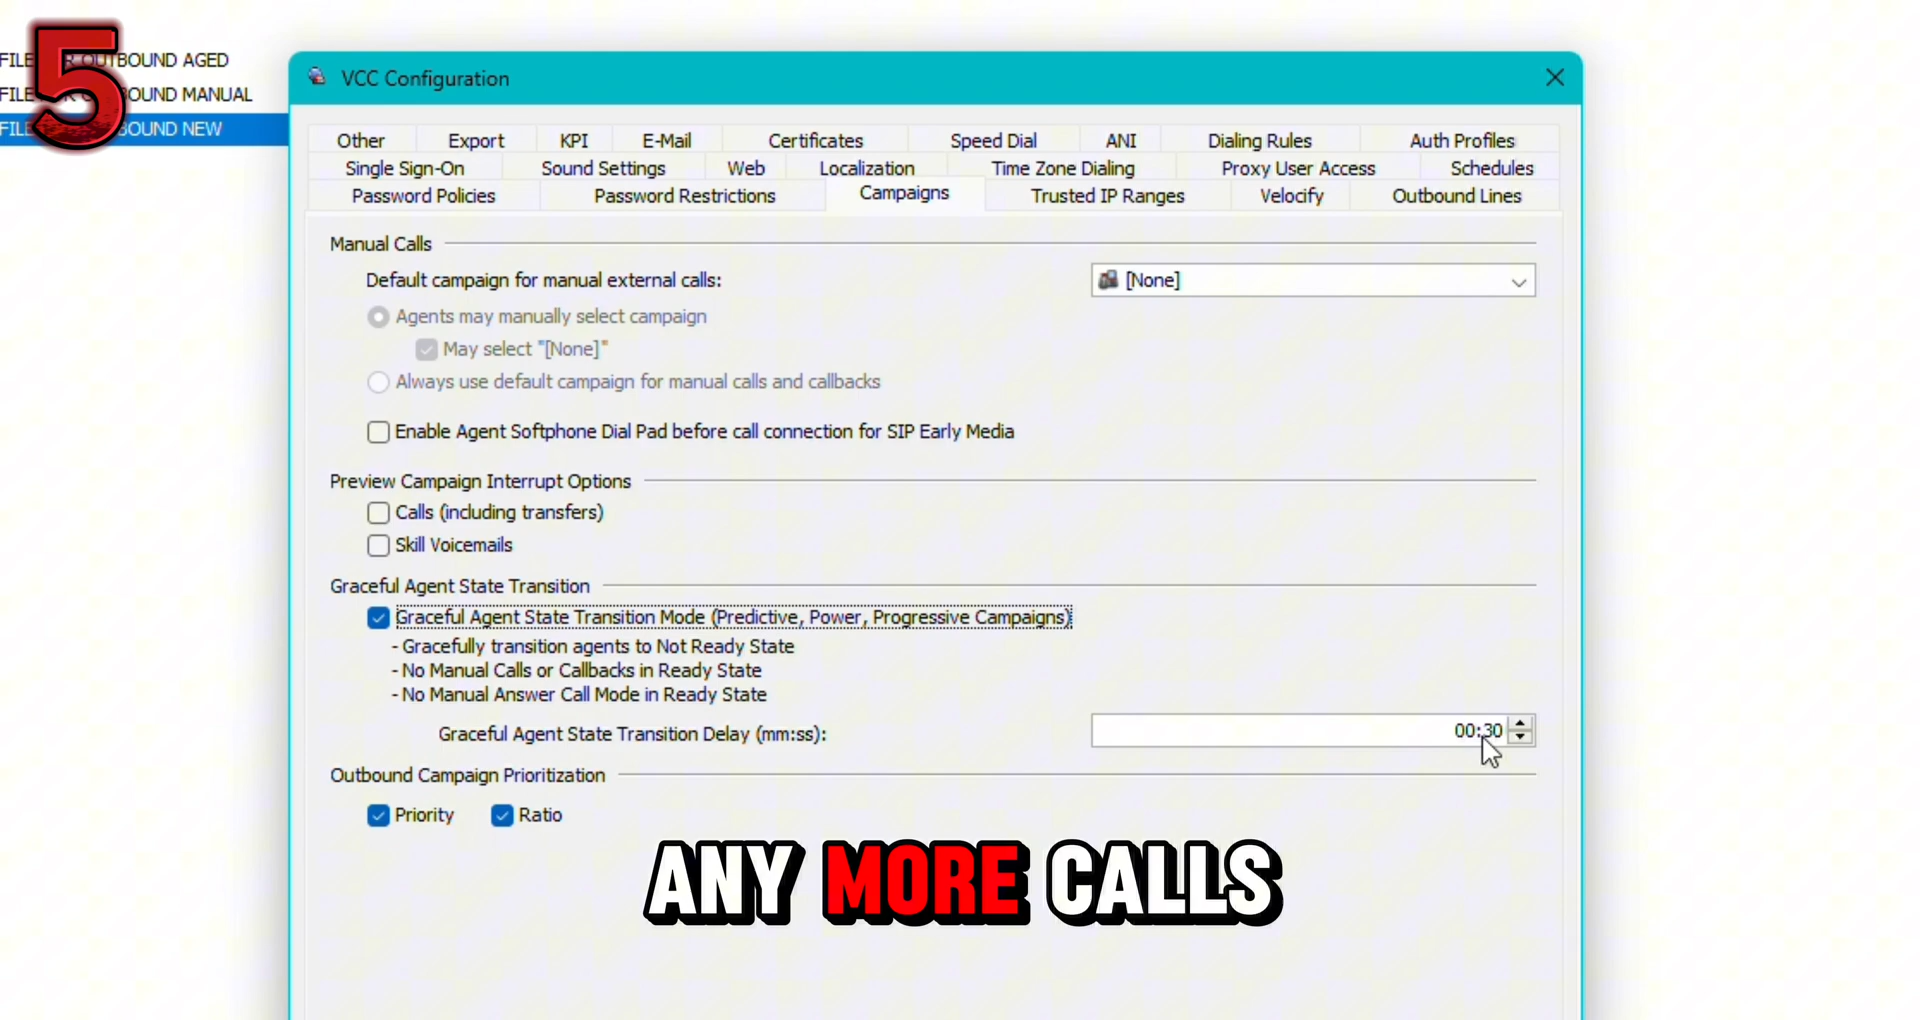 5
FILE OUTBOUND AGED
FILE OUND MANUAL
FILE BOUND NEW
VCC Configuration
Other Export KPI E-Mail Certificates Speed Dial ANI Dialing Rules Auth Profiles
Single Sign-On Sound Settings Web Localization Time Zone Dialing Proxy User Access Schedules
Password Policies Password Restrictions Campaigns Trusted IP Ranges Velocify Outbound Lines
Manual Calls
Default campaign for manual external calls: [None]
Agents may manually select campaign
May select "[None]"
Always use default campaign for manual calls and callbacks
Enable Agent Softphone Dial Pad before call connection for SIP Early Media
Preview Campaign Interrupt Options
Calls (including transfers)
Skill Voicemails
Graceful Agent State Transition
Graceful Agent State Transition Mode (Predictive, Power, Progressive Campaigns)
- Gracefully transition agents to Not Ready State
- No Manual Calls or Callbacks in Ready State
- No Manual Answer Call Mode in Ready State
Graceful Agent State Transition Delay (mm:ss): 00:30
Outbound Campaign Prioritization
Priority Ratio
ANY MORE CALLS